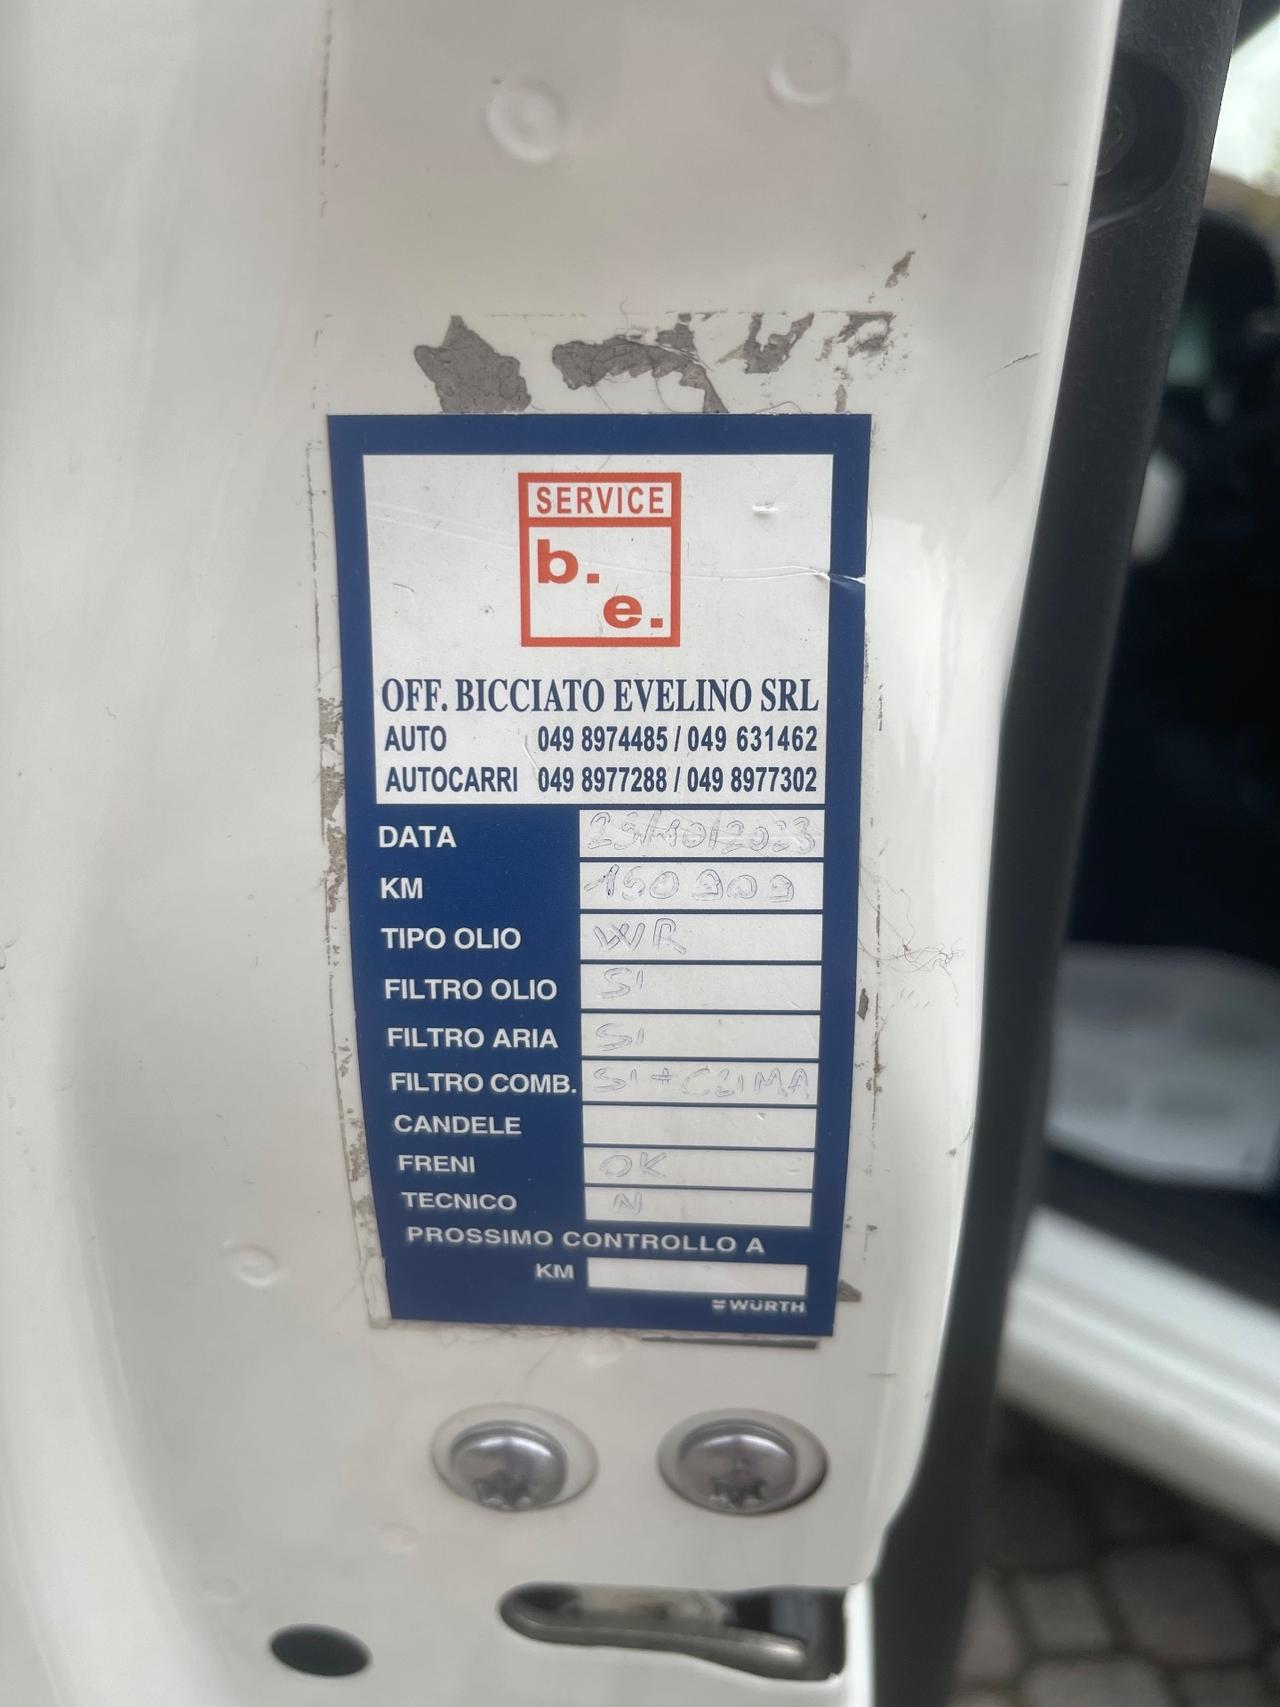 SERVICE
b.
e.
OFF. BICCIATO EVELINO SRL
AUTO 049 8974485 / 049 631462
AUTOCARRI 049 8977288 / 049 8977302
DATA
KM
TIPO OLIO WR
FILTRO OLIO SI
FILTRO ARIA SI
FILTRO COMB. SI + CLIMA
CANDELE
FRENI OK
TECNICO N
PROSSIMO CONTROLLO A
KM
WÜRTH